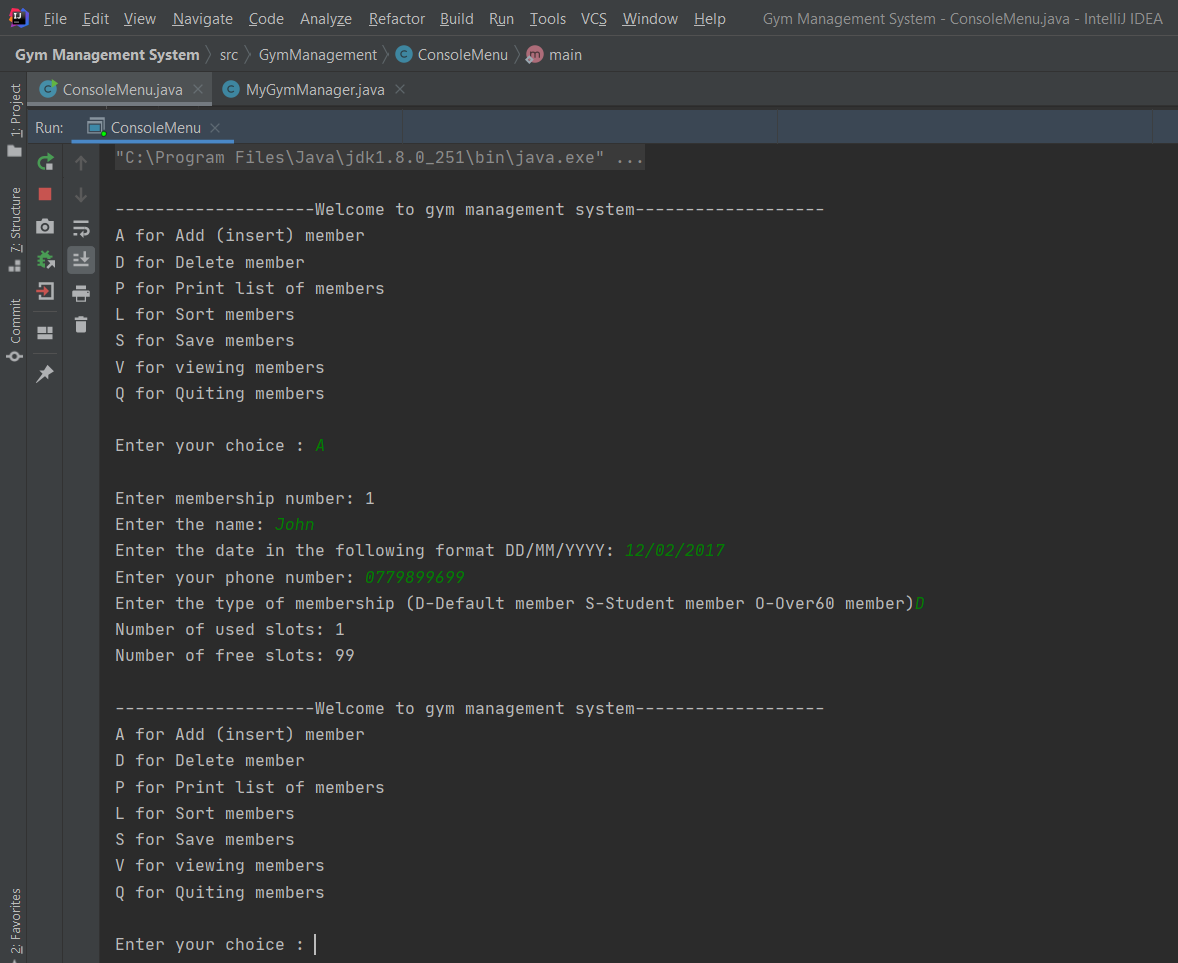 File Edit View Navigate Code Analyze Refactor Build Run Tools VCS Window Help Gym Management System - ConsoleMenu.java - IntelliJ IDEA
Gym Management System src GymManagement C ConsoleMenu m main
C ConsoleMenu.java C MyGymManager.java
1: Project
7: Structure
Commit
2: Favorites
Run: ConsoleMenu
"C:\Program Files\Java\jdk1.8.0_251\bin\java.exe" ...
--------------------Welcome to gym management system-------------------
A for Add (insert) member
D for Delete member
P for Print list of members
L for Sort members
S for Save members
V for viewing members
Q for Quiting members
Enter your choice : A
Enter membership number: 1
Enter the name: John
Enter the date in the following format DD/MM/YYYY: 12/02/2017
Enter your phone number: 0779899699
Enter the type of membership (D-Default member S-Student member O-Over60 member)D
Number of used slots: 1
Number of free slots: 99
--------------------Welcome to gym management system-------------------
A for Add (insert) member
D for Delete member
P for Print list of members
L for Sort members
S for Save members
V for viewing members
Q for Quiting members
Enter your choice :